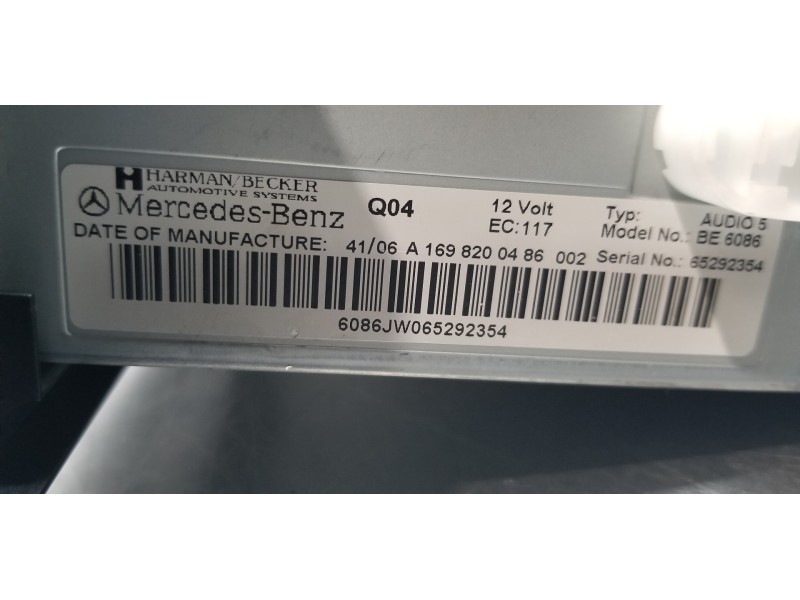 HARMAN/BECKER
AUTOMOTIVE SYSTEMS
Mercedes-Benz Q04 12 Volt Typ: AUDIO 5
EC:117 Model No.: BE 6086
DATE OF MANUFACTURE: 41/06 A 169 820 04 86 002 Serial No.: 65292354
6086JW065292354